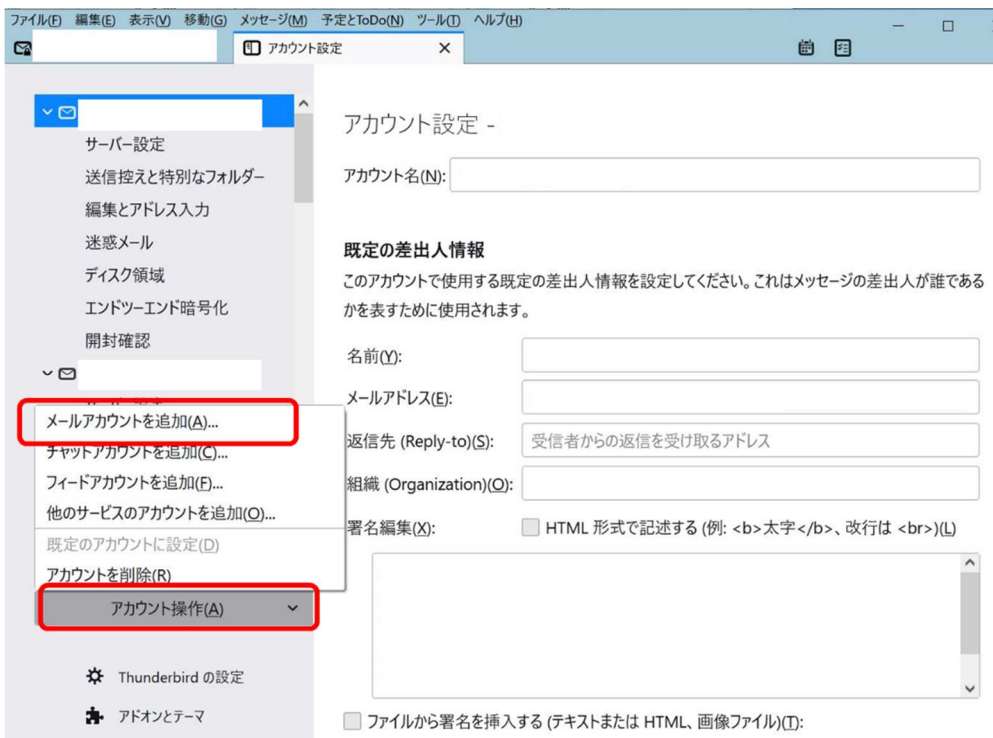 ファイル(F) 編集(E) 表示(V) 移動(G) メッセージ(M) 予定とToDo(N) ツール(T) ヘルプ(H)
アカウント設定
サーバー設定
送信控えと特別なフォルダー
編集とアドレス入力
迷惑メール
ディスク領域
エンドツーエンド暗号化
開封確認
メールアカウントを追加(A)...
チャットアカウントを追加(C)...
フィードアカウントを追加(F)...
他のサービスのアカウントを追加(O)...
既定のアカウントに設定(D)
アカウントを削除(R)
アカウント操作(A)
Thunderbird の設定
アドオンとテーマ
アカウント設定 -
アカウント名(N):
既定の差出人情報
このアカウントで使用する既定の差出人情報を設定してください。これはメッセージの差出人が誰である
かを表すために使用されます。
名前(Y):
メールアドレス(E):
返信先 (Reply-to)(S): 受信者からの返信を受け取るアドレス
組織 (Organization)(O):
署名編集(X): HTML 形式で記述する (例: <b>太字</b>、改行は <br>)(L)
ファイルから署名を挿入する (テキストまたは HTML、画像ファイル)(T):